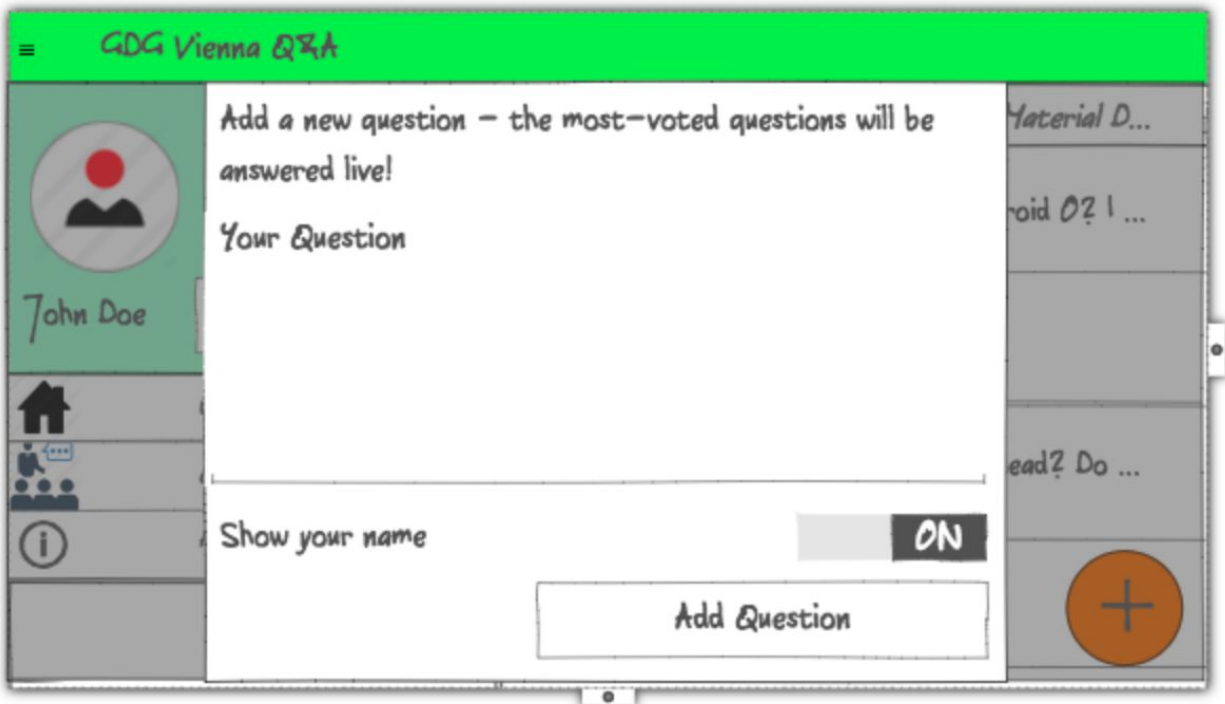 GDG Vienna Q&A
Add a new question – the most-voted questions will be
answered live!
Your Question
Show your name
ON
Add Question
John Doe
Material D...
roid O? I ...
ead? Do ...